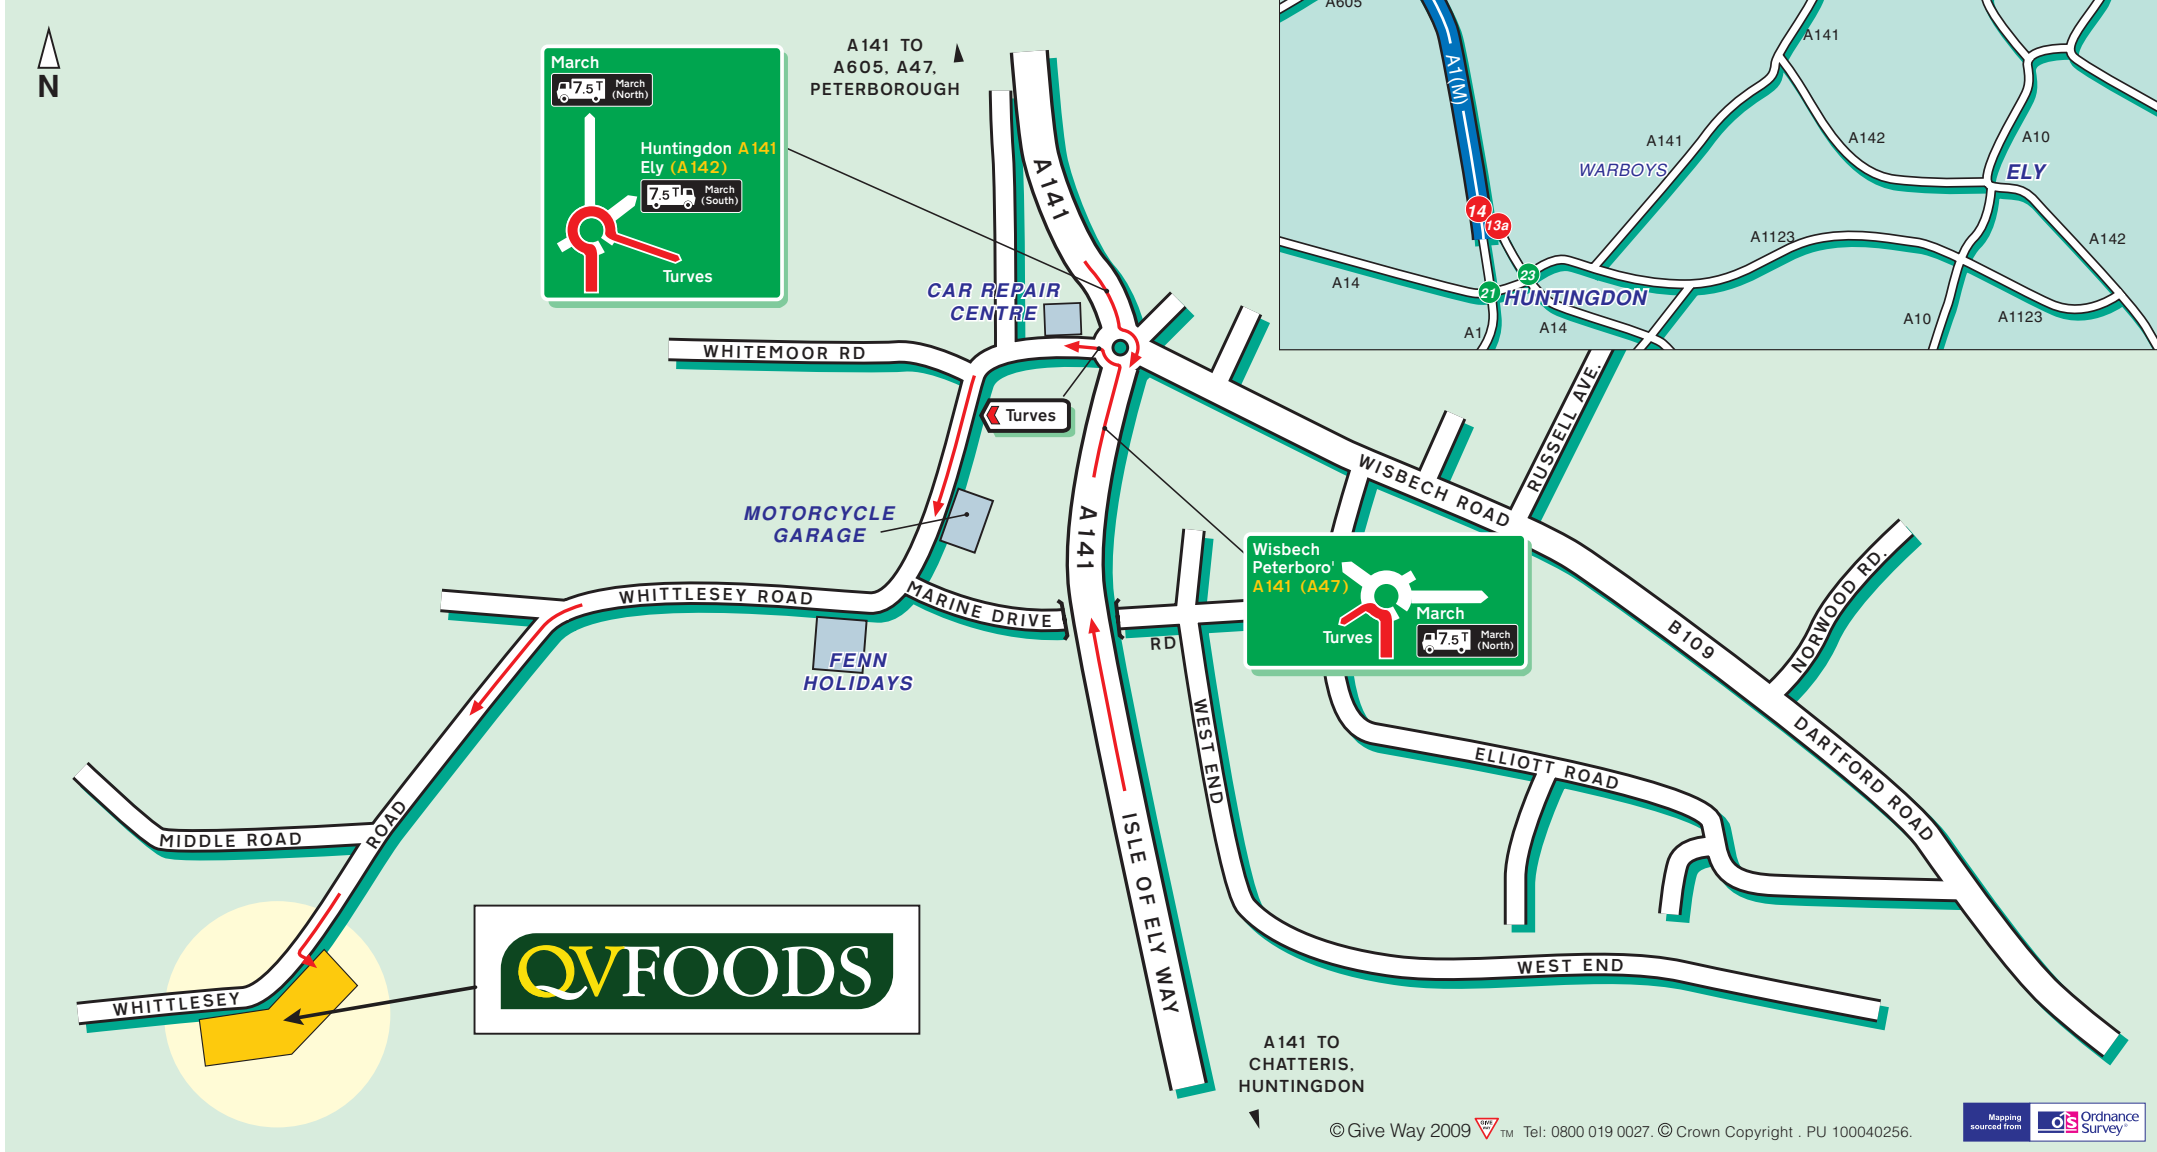 N
March
7.5T
March
(North)
Huntingdon A141
Ely (A142)
7.5T
March
(South)
Turves
A141 TO
A605, A47,
PETERBOROUGH
A141
CAR REPAIR
CENTRE
WHITEMOOR RD
Turves
MOTORCYCLE
GARAGE
A141
WHITTLESEY ROAD
MARINE DRIVE
RD
FENN
HOLIDAYS
Wisbech
Peterboro'
A141 (A47)
Turves
March
7.5T
March
(North)
WISBECH ROAD
RUSSELL AVE.
B109
NORWOOD RD.
DARTFORD ROAD
ELLIOTT ROAD
WEST END
WEST END
ISLE OF ELY WAY
MIDDLE ROAD
ROAD
WHITTLESEY
QVFOODS
A141 TO
CHATTERIS,
HUNTINGDON
A605
A1(M)
A141
A141
WARBOYS
A142
A10
ELY
14
13a
A1123
A142
A14
23
21
HUNTINGDON
A1
A14
A10
A1123
© Give Way 2009 GIVE WAY TM Tel: 0800 019 0027. © Crown Copyright . PU 100040256.
Mapping
sourced from
OS
Ordnance
Survey®